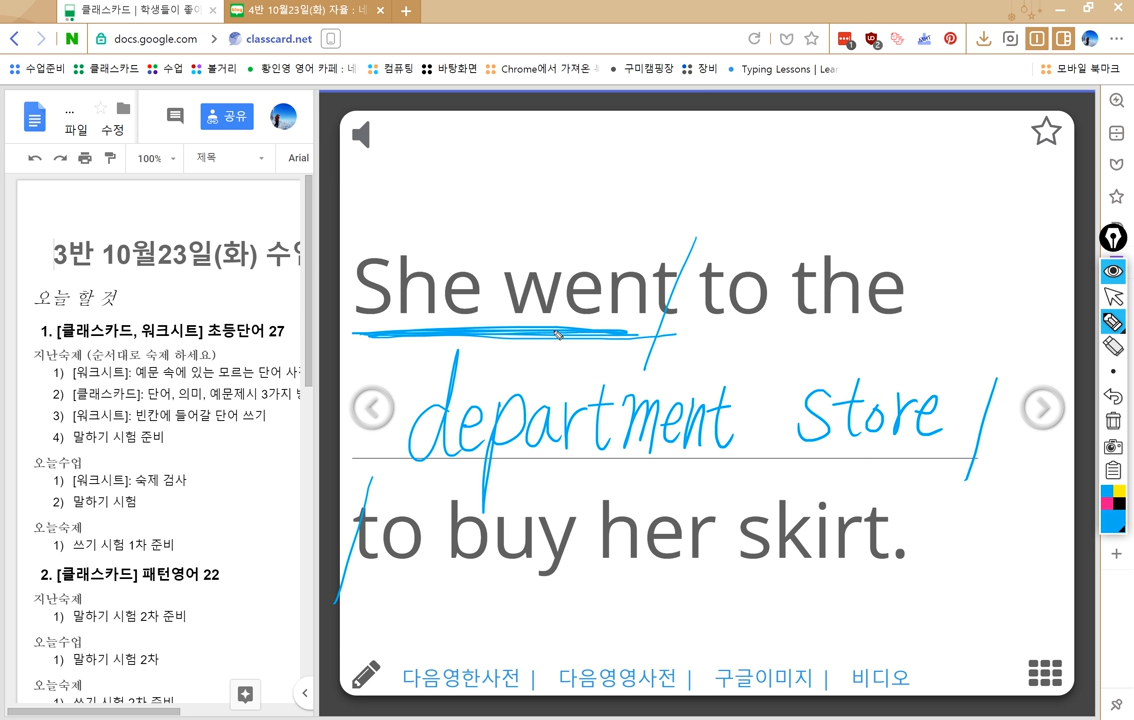 클래스카드 | 학생들이 좋아
4반 10월23일(화) 자율 : 네
N docs.google.com > classcard.net
수업준비 클래스카드 수업 볼거리 황인영 영어 카페 : 네 컴퓨팅 바탕화면 Chrome에서 가져온 구미캠핑장 장비 Typing Lessons | Lear 모바일 북마크
...
공유
파일 수정
100% 제목 Arial
3반 10월23일(화) 수업
오늘 할 것
1. [클래스카드, 워크시트] 초등단어 27
지난숙제 (순서대로 숙제 하세요)
1) [워크시트]: 예문 속에 있는 모르는 단어
2) [클래스카드]: 단어, 의미, 예문제시 3가지
3) [워크시트]: 빈칸에 들어갈 단어 쓰기
4) 말하기 시험 준비
오늘수업
1) [워크시트]: 숙제 검사
2) 말하기 시험
오늘숙제
1) 쓰기 시험 1차 준비
2. [클래스카드] 패턴영어 22
지난숙제
1) 말하기 시험 2차 준비
오늘수업
1) 말하기 시험 2차
오늘숙제
1) 쓰기 시험 2차 준비
She went / to the
department store /
/ to buy her skirt.
다음영한사전 | 다음영영사전 | 구글이미지 | 비디오